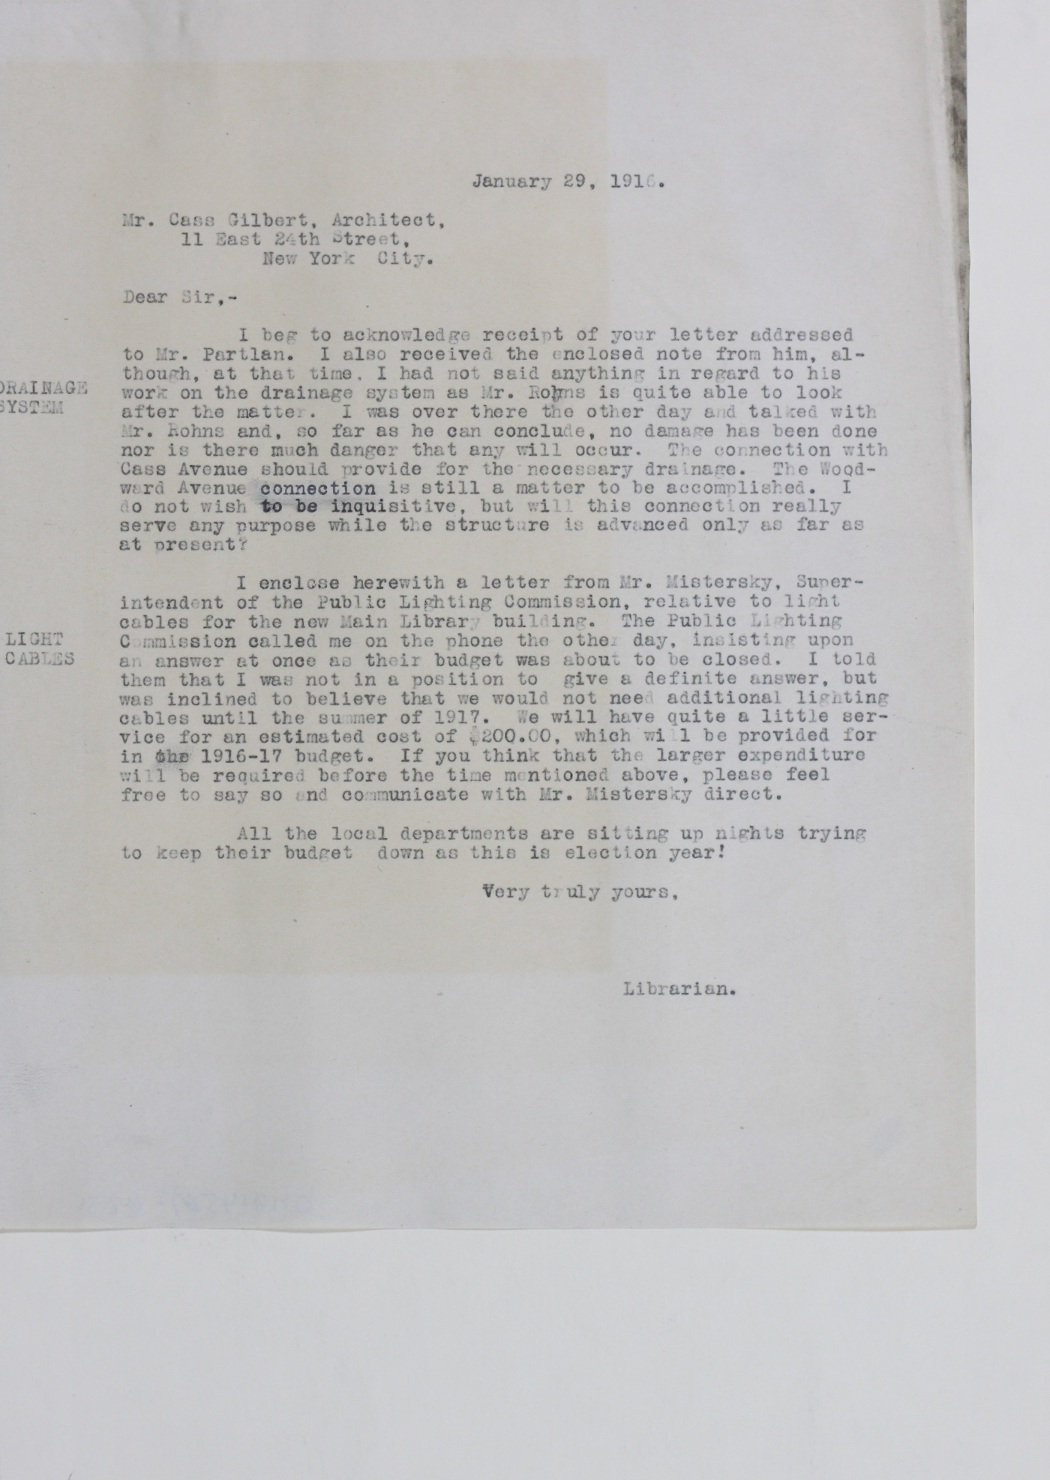 January 29, 1916.
Mr. Cass Gilbert, Architect,
11 East 24th Street,
New York City.
Dear Sir,-
I beg to acknowledge receipt of your letter addressed
to Mr. Partlan. I also received the enclosed note from him, al-
though, at that time, I had not said anything in regard to his
DRAINAGE
SYSTEM
work on the drainage system as Mr. Rohns is quite able to look
after the matter. I was over there the other day and talked with
Mr. Rohns and, so far as he can conclude, no damage has been done
nor is there much danger that any will occur. The connection with
Cass Avenue should provide for the necessary drainage. The Wood-
ward Avenue connection is still a matter to be accomplished. I
do not wish to be inquisitive, but will this connection really
serve any purpose while the structure is advanced only as far as
at present?
I enclose herewith a letter from Mr. Mistersky, Super-
intendent of the Public Lighting Commission, relative to light
cables for the new Main Library building. The Public Lighting
LIGHT
CABLES
Commission called me on the phone the other day, insisting upon
an answer at once as their budget was about to be closed. I told
them that I was not in a position to give a definite answer, but
was inclined to believe that we would not need additional lighting
cables until the summer of 1917. We will have quite a little ser-
vice for an estimated cost of $200.00, which will be provided for
in the 1916-17 budget. If you think that the larger expenditure
will be required before the time mentioned above, please feel
free to say so and communicate with Mr. Mistersky direct.
All the local departments are sitting up nights trying
to keep their budget down as this is election year!
Very truly yours,
Librarian.